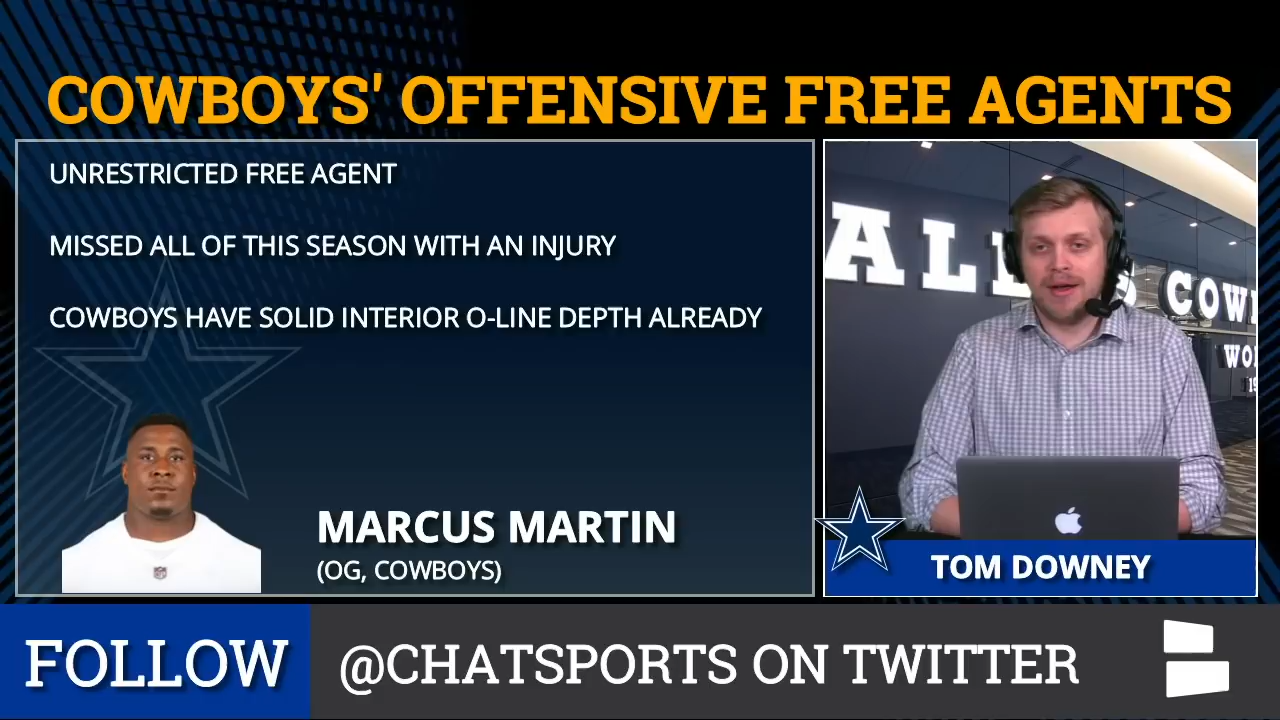 COWBOYS' OFFENSIVE FREE AGENTS
UNRESTRICTED FREE AGENT
MISSED ALL OF THIS SEASON WITH AN INJURY
COWBOYS HAVE SOLID INTERIOR O-LINE DEPTH ALREADY
MARCUS MARTIN
(OG, COWBOYS)
TOM DOWNEY
FOLLOW
@CHATSPORTS ON TWITTER